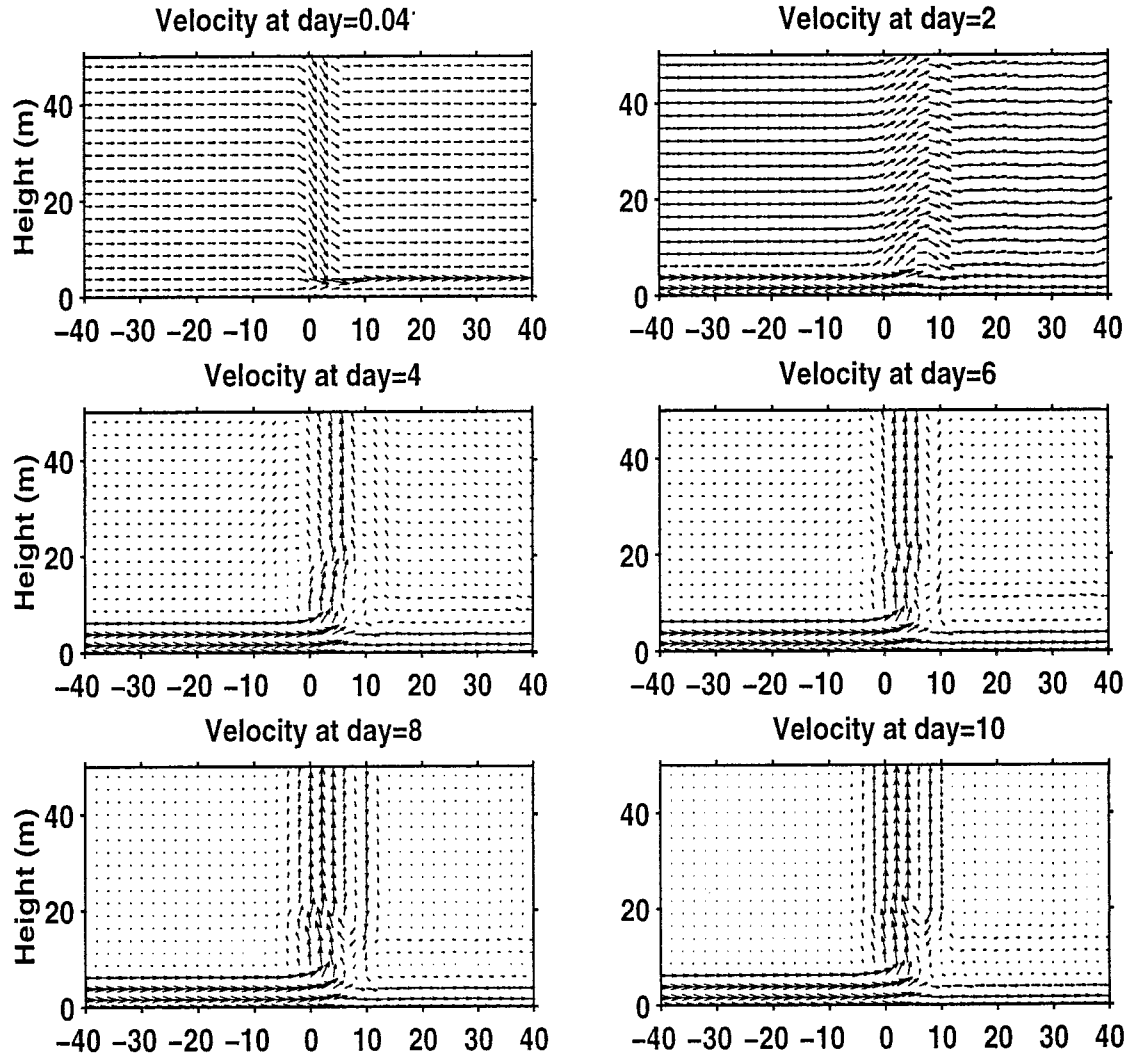 Velocity at day=0.04
Velocity at day=2
Height (m)
40
20
0
−40 −30 −20 −10 0 10 20 30 40
40
20
0
−40 −30 −20 −10 0 10 20 30 40
Velocity at day=4
Velocity at day=6
Height (m)
40
20
0
−40 −30 −20 −10 0 10 20 30 40
40
20
0
−40 −30 −20 −10 0 10 20 30 40
Velocity at day=8
Velocity at day=10
Height (m)
40
20
0
−40 −30 −20 −10 0 10 20 30 40
40
20
0
−40 −30 −20 −10 0 10 20 30 40